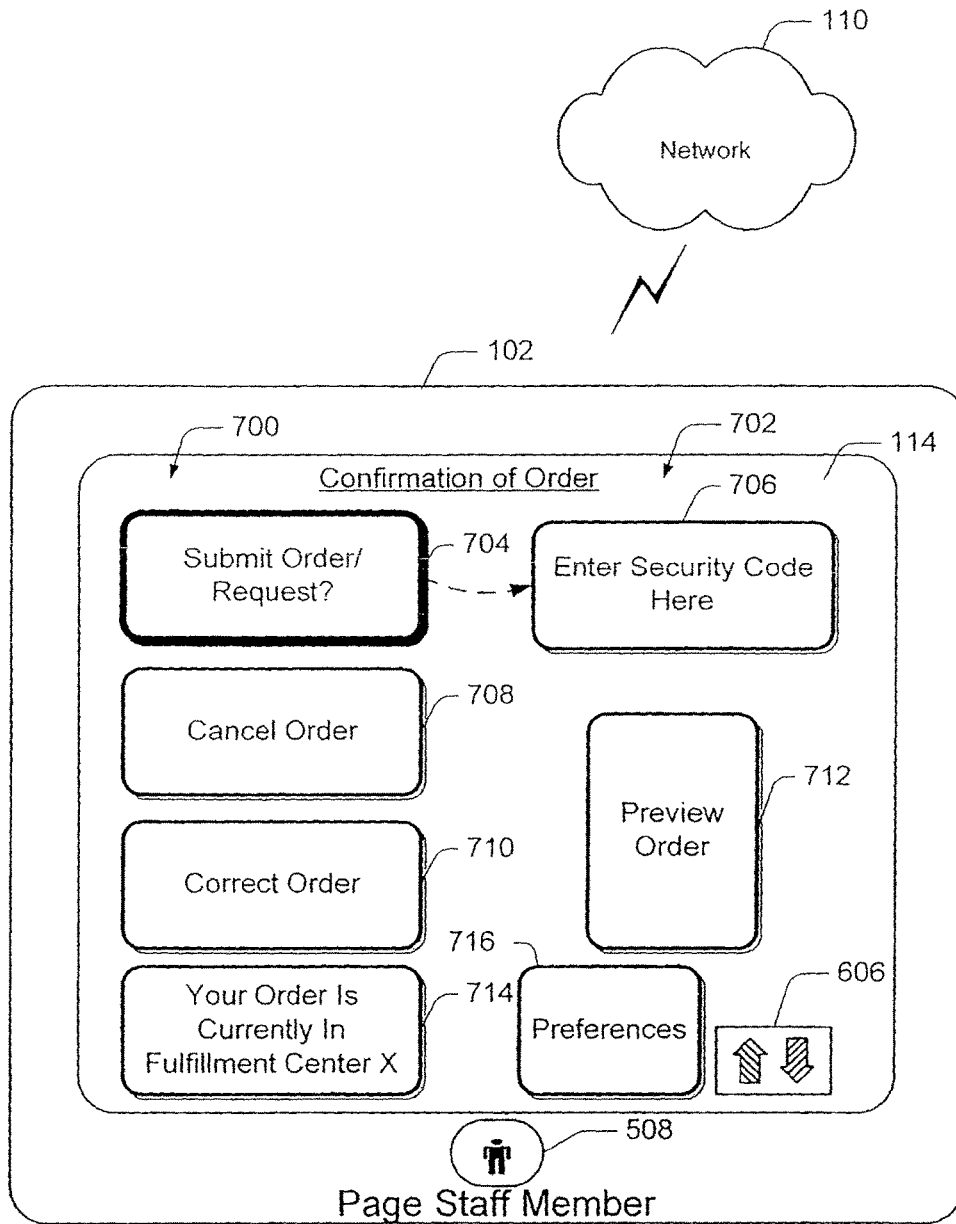 110
Network
102
700
702
114
Confirmation of Order
706
Submit Order/
Request?
704
Enter Security Code
Here
708
Cancel Order
712
Preview
Order
710
Correct Order
716
606
Your Order Is
Currently In
Fulfillment Center X
714
Preferences
508
Page Staff Member